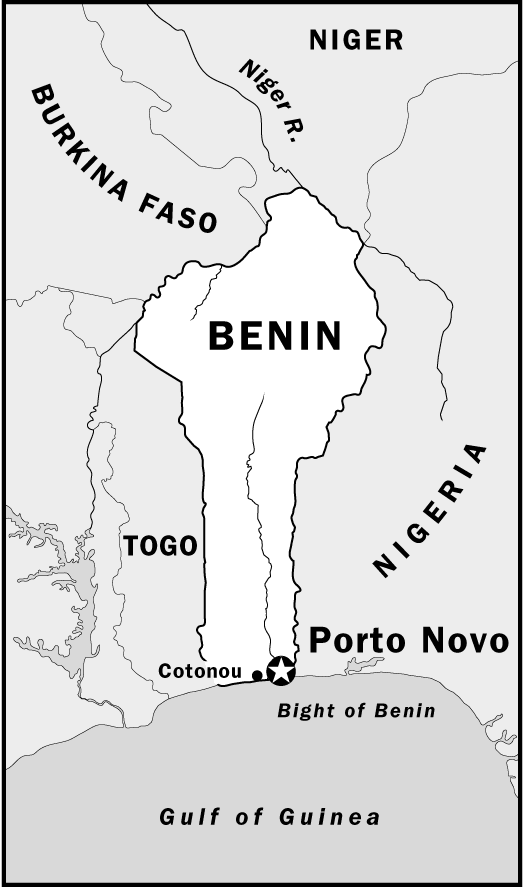 NIGER
Niger R.
BURKINA FASO
BENIN
NIGERIA
TOGO
Porto Novo
Cotonou
Bight of Benin
Gulf of Guinea